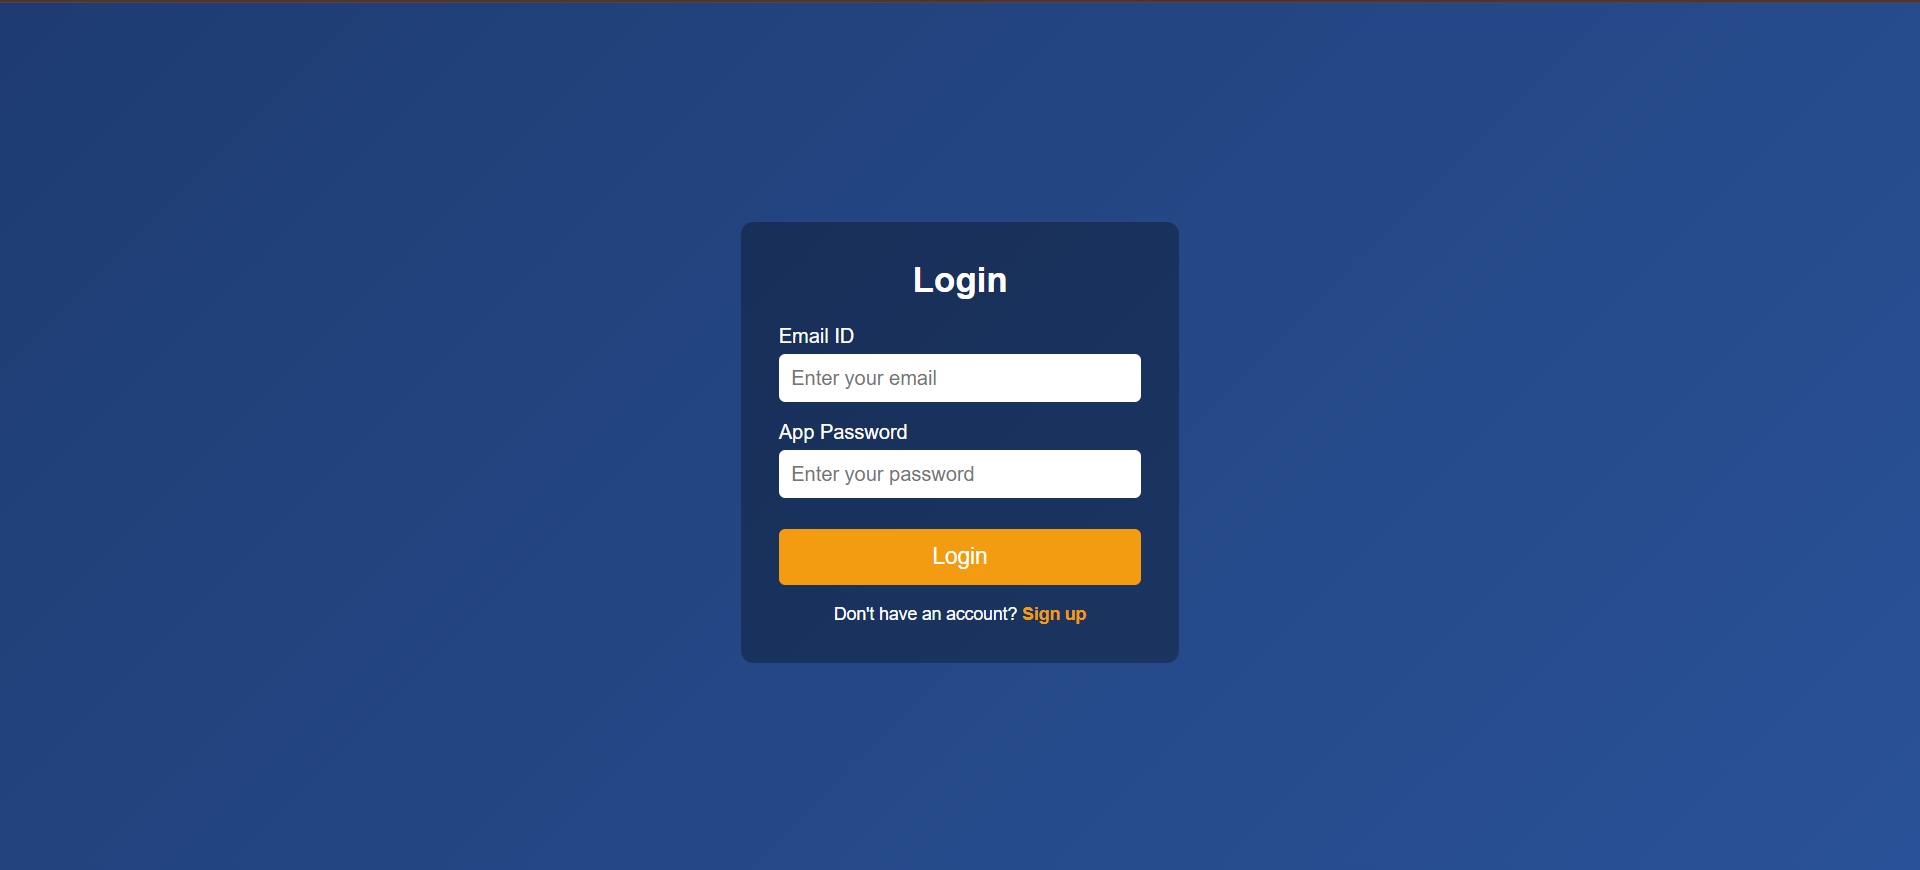 Login
Email ID
Enter your email
App Password
Enter your password
Login
Don't have an account? Sign up